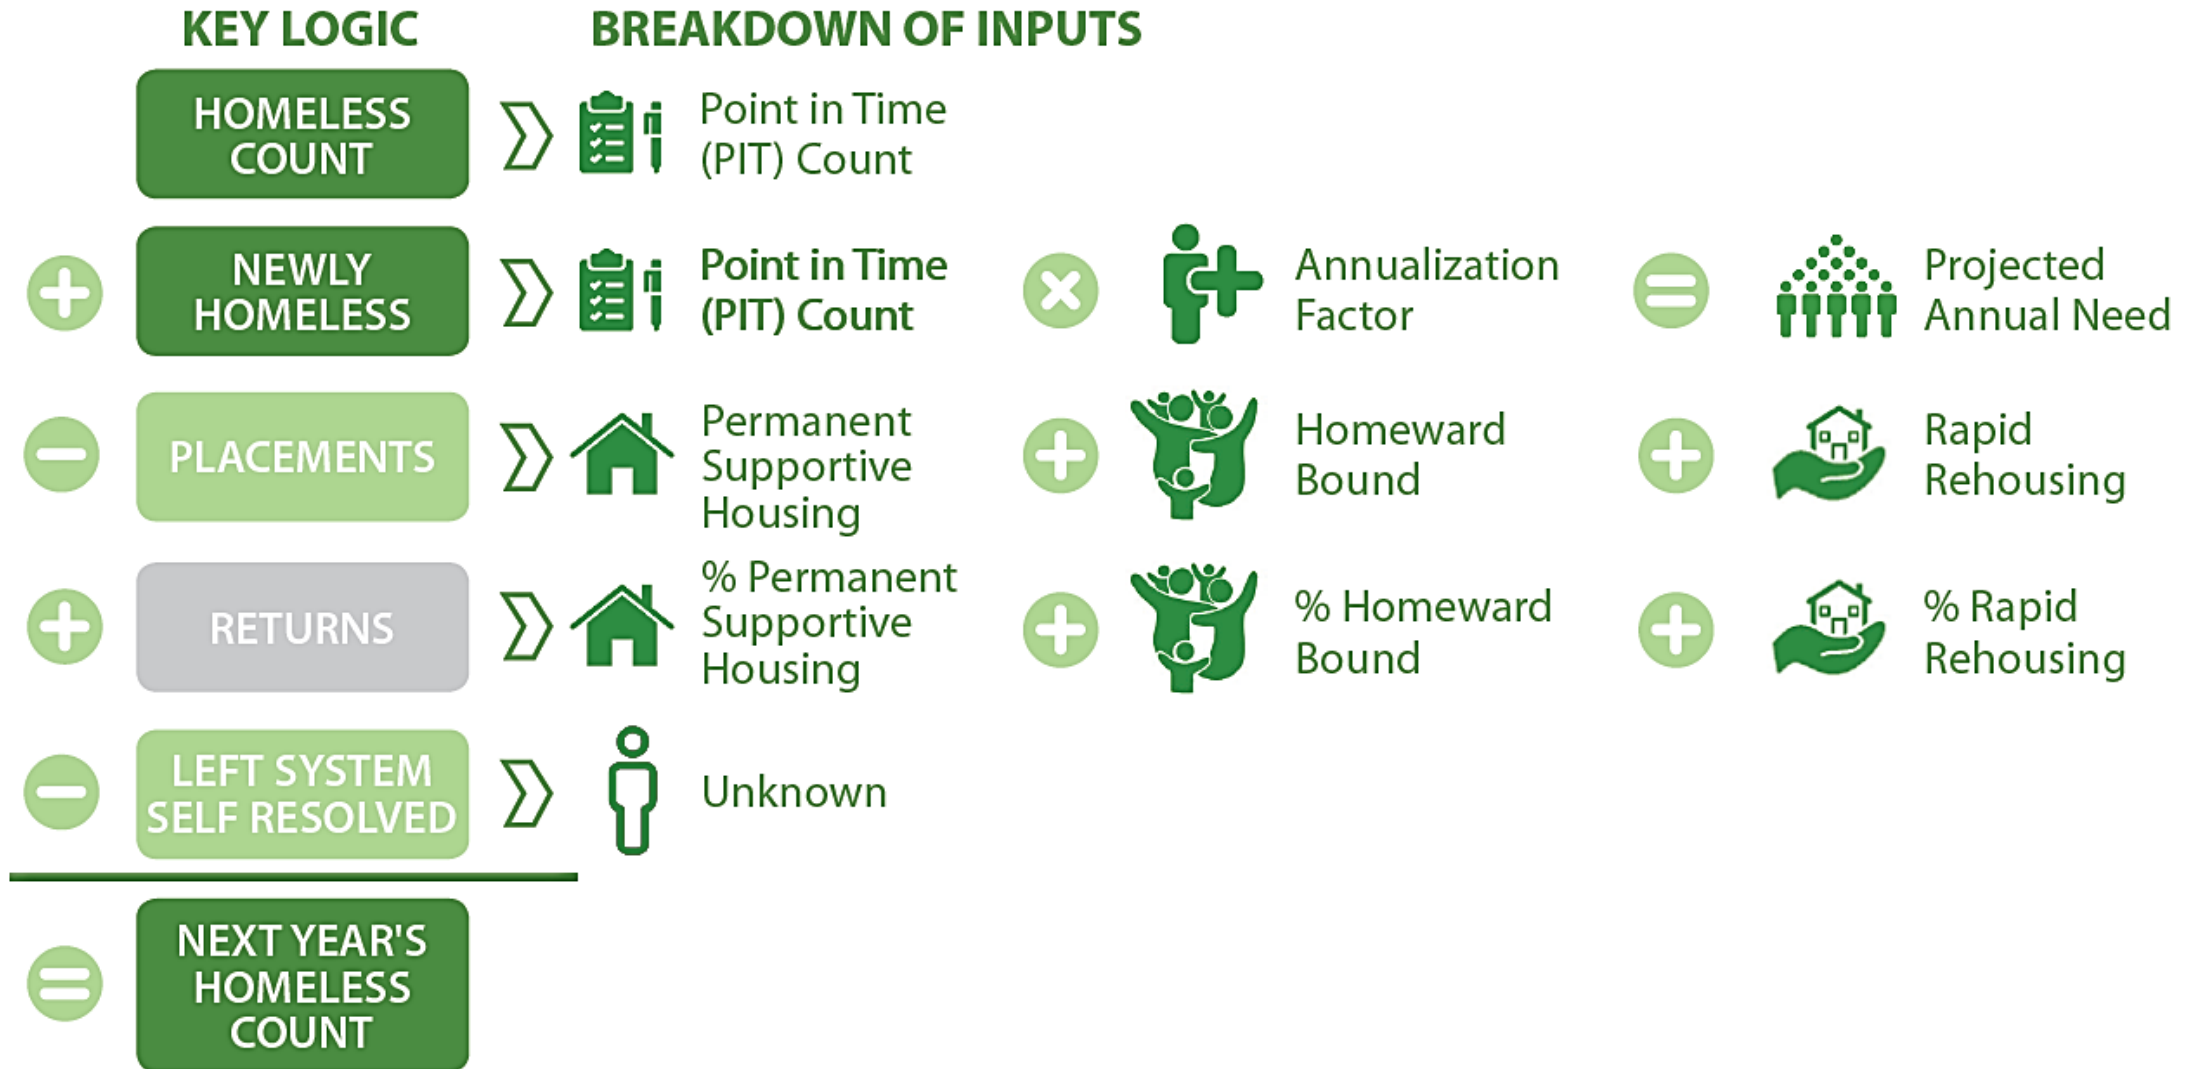 KEY LOGIC
BREAKDOWN OF INPUTS
HOMELESS
COUNT
Point in Time
(PIT) Count
NEWLY
HOMELESS
Point in Time
(PIT) Count
Annualization
Factor
Projected
Annual Need
PLACEMENTS
Permanent
Supportive
Housing
Homeward
Bound
Rapid
Rehousing
RETURNS
% Permanent
Supportive
Housing
% Homeward
Bound
% Rapid
Rehousing
LEFT SYSTEM
SELF RESOLVED
Unknown
NEXT YEAR'S
HOMELESS
COUNT